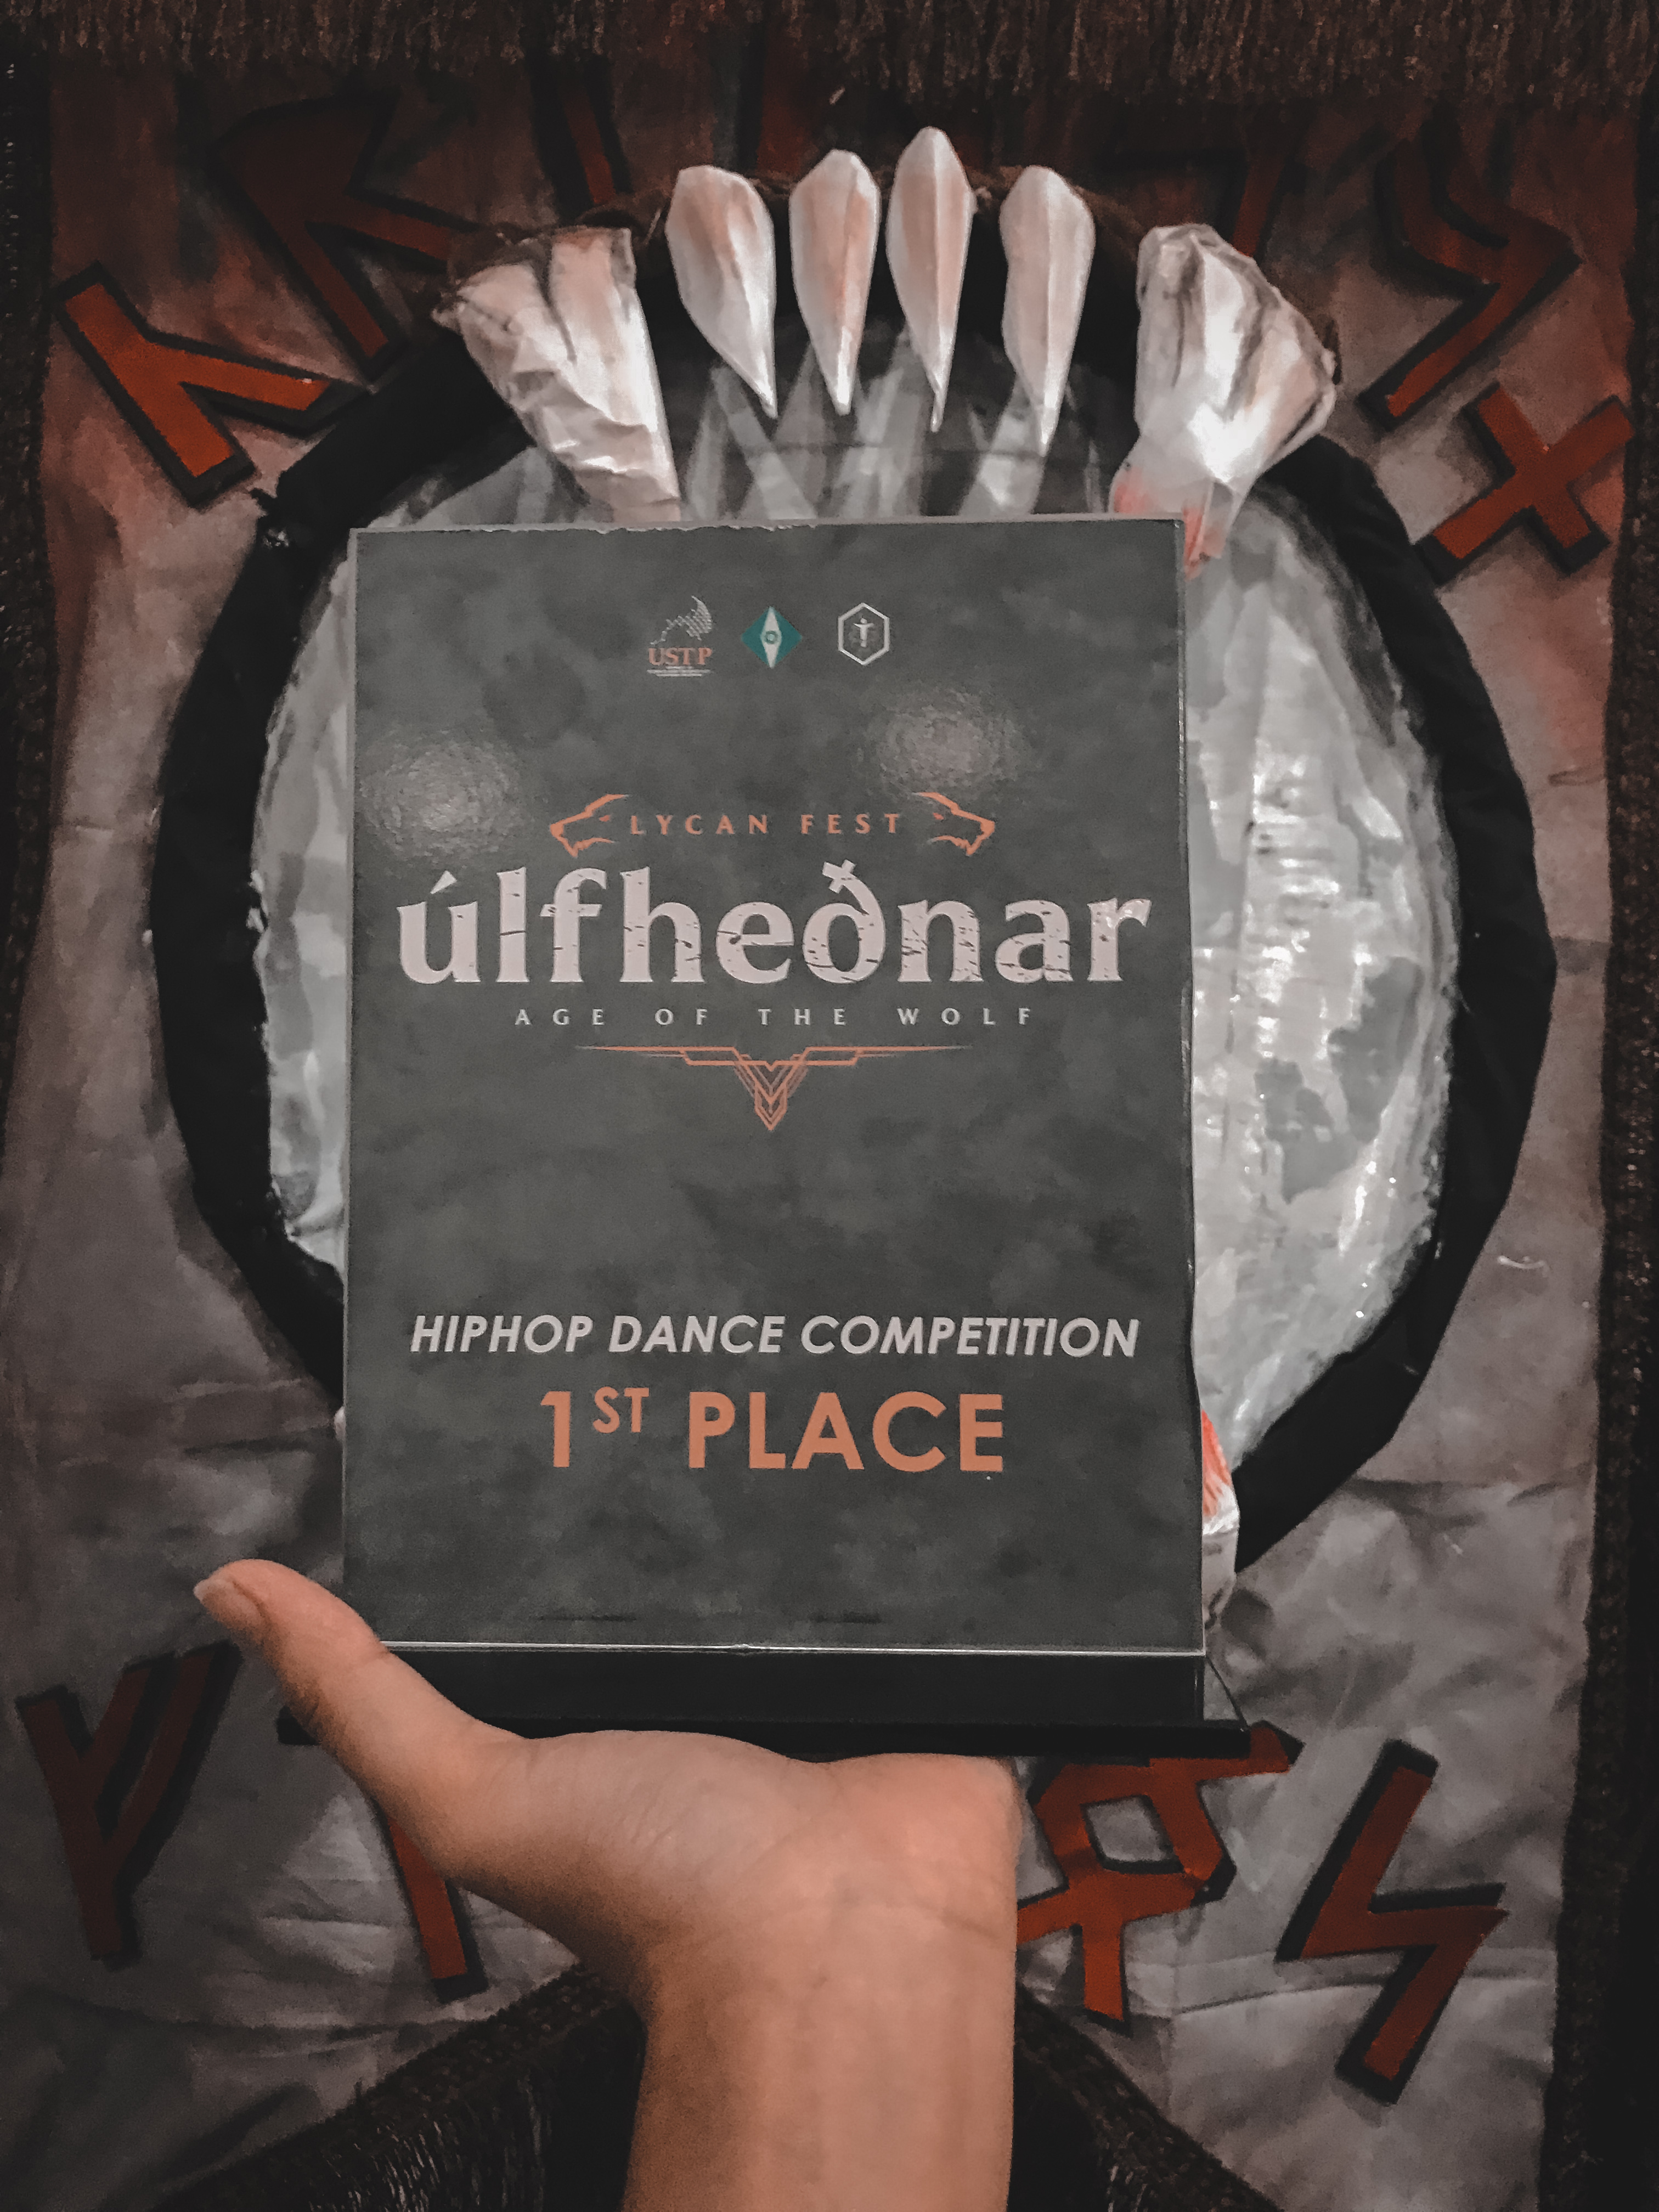 USTP
LYCAN FEST
úlfheðnar
AGE OF THE WOLF
HIPHOP DANCE COMPETITION
1ST PLACE